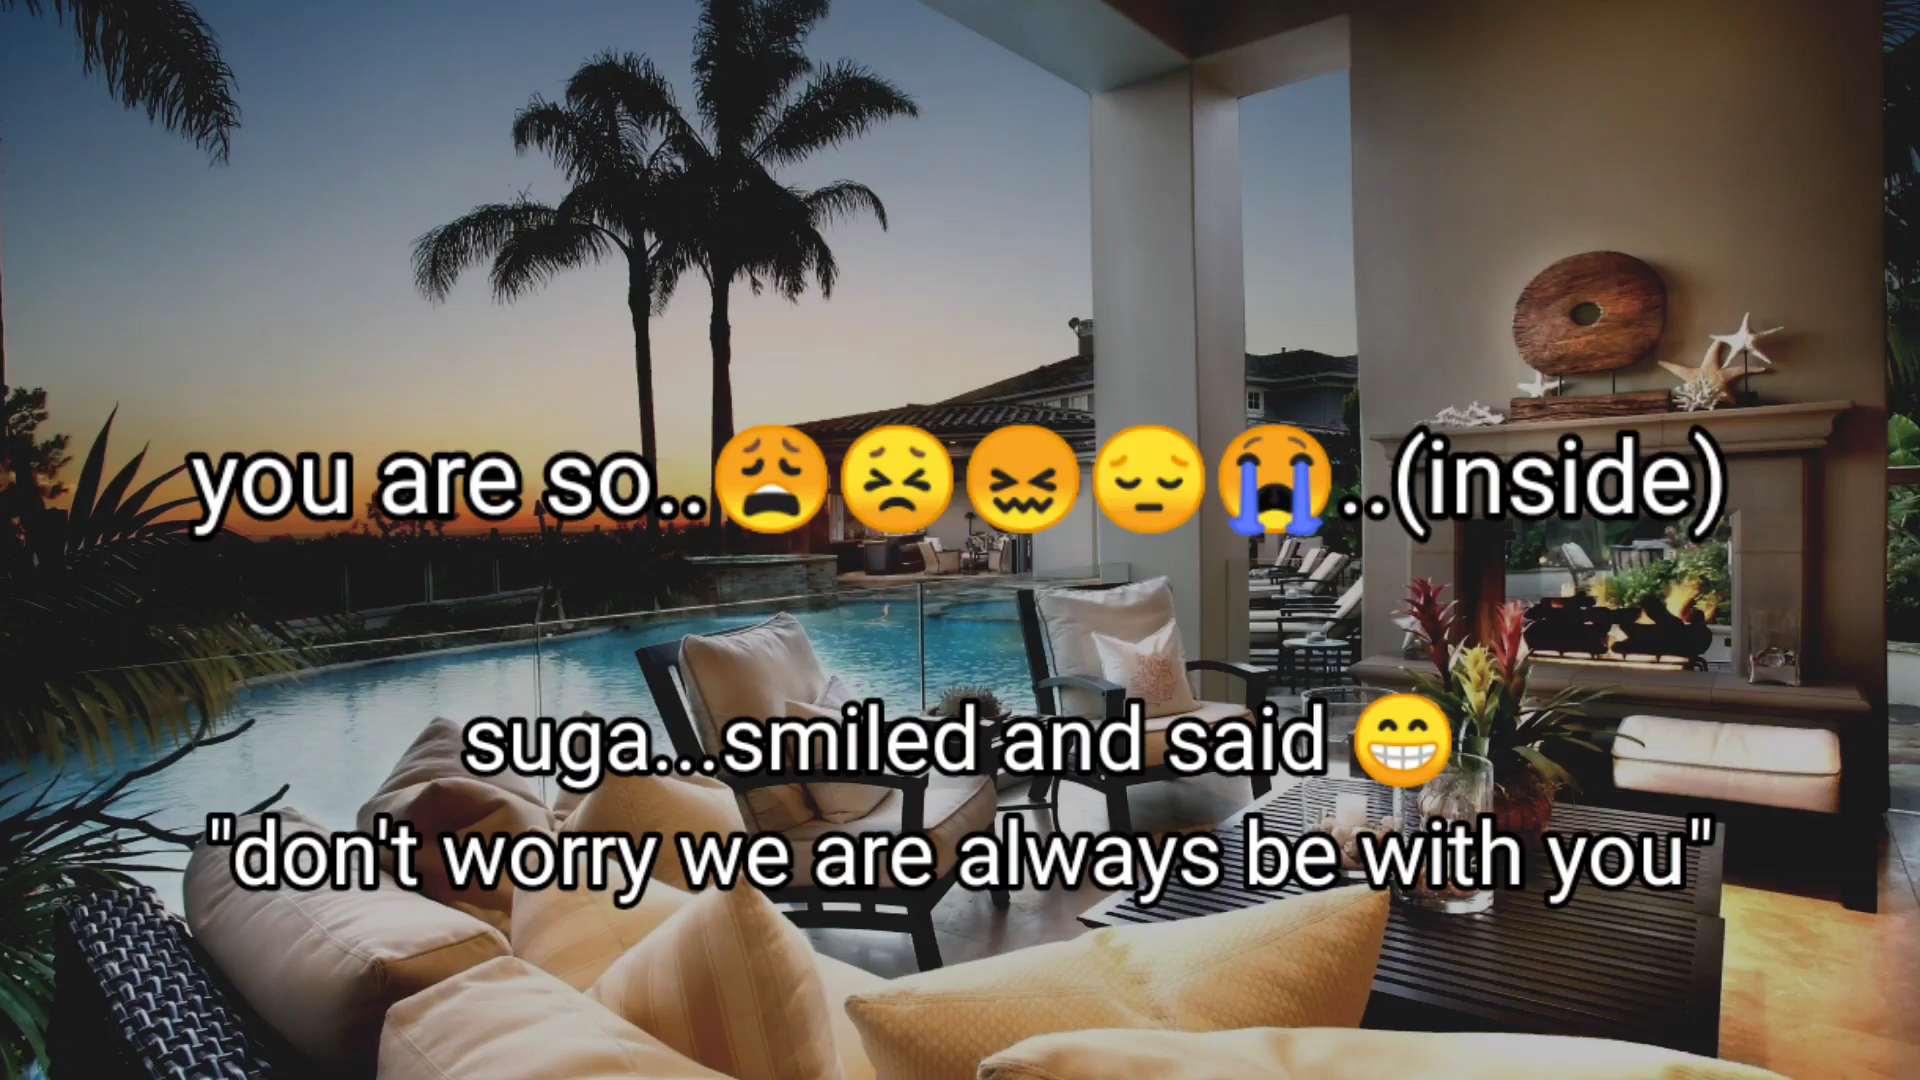 you are so..😩😣😖😔😭..(inside)
suga...smiled and said 😁
"don't worry we are always be with you"